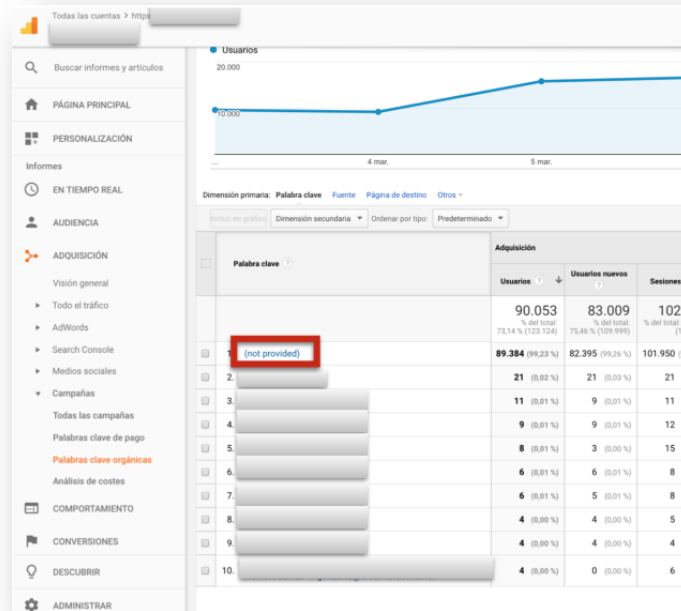 Todas las cuentas > https
Buscar informes y artículos
PÁGINA PRINCIPAL
PERSONALIZACIÓN
Informes
EN TIEMPO REAL
AUDIENCIA
ADQUISICIÓN
Visión general
Todo el tráfico
AdWords
Search Console
Medios sociales
Campañas
Todas las campañas
Palabras clave de pago
Palabras clave orgánicas
Análisis de costes
COMPORTAMIENTO
CONVERSIONES
DESCUBRIR
ADMINISTRAR
Usuarios
20.000
10.000
... 4 mar. 5 mar.
Dimensión primaria: Palabra clave Fuente Página de destino Otros
Incluir en gráfico Dimensión secundaria Ordenar por tipo: Predeterminado
Palabra clave ? Adquisición
Usuarios ? Usuarios nuevos ? Sesiones
90.053 83.009 102
% del total: % del total: % del total:
73,14 % (123.124) 75,46 % (109.999) (1
1. (not provided) 89.384 (99,23 %) 82.395 (99,26 %) 101.950 (
2. 21 (0,02 %) 21 (0,03 %) 21
3. 11 (0,01 %) 9 (0,01 %) 11
4. 9 (0,01 %) 9 (0,01 %) 12
5. 8 (0,01 %) 3 (0,00 %) 15
6. 6 (0,01 %) 6 (0,01 %) 8
7. 6 (0,01 %) 5 (0,01 %) 8
8. 4 (0,00 %) 4 (0,00 %) 5
9. 4 (0,00 %) 4 (0,00 %) 4
10. 4 (0,00 %) 0 (0,00 %) 6